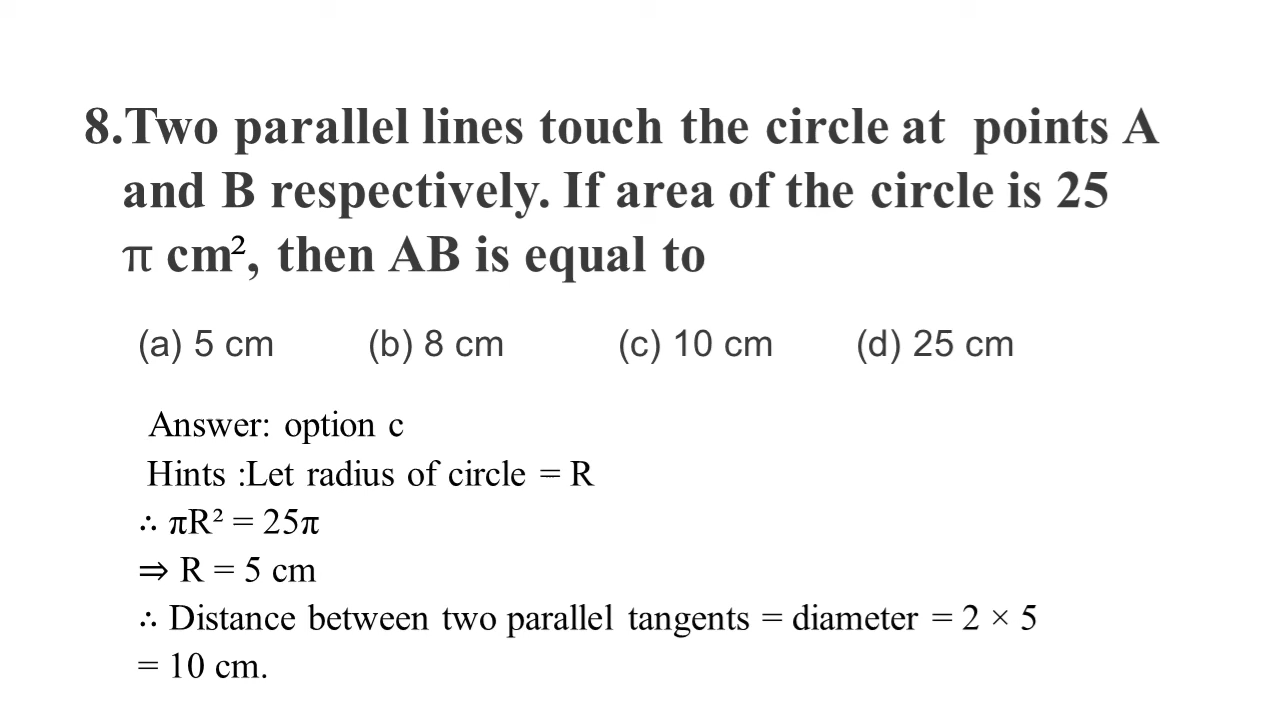 8.Two parallel lines touch the circle at points A
and B respectively. If area of the circle is 25
π cm², then AB is equal to
(a) 5 cm (b) 8 cm (c) 10 cm (d) 25 cm
Answer: option c
Hints :Let radius of circle = R
∴ πR² = 25π
⇒ R = 5 cm
∴ Distance between two parallel tangents = diameter = 2 × 5
= 10 cm.